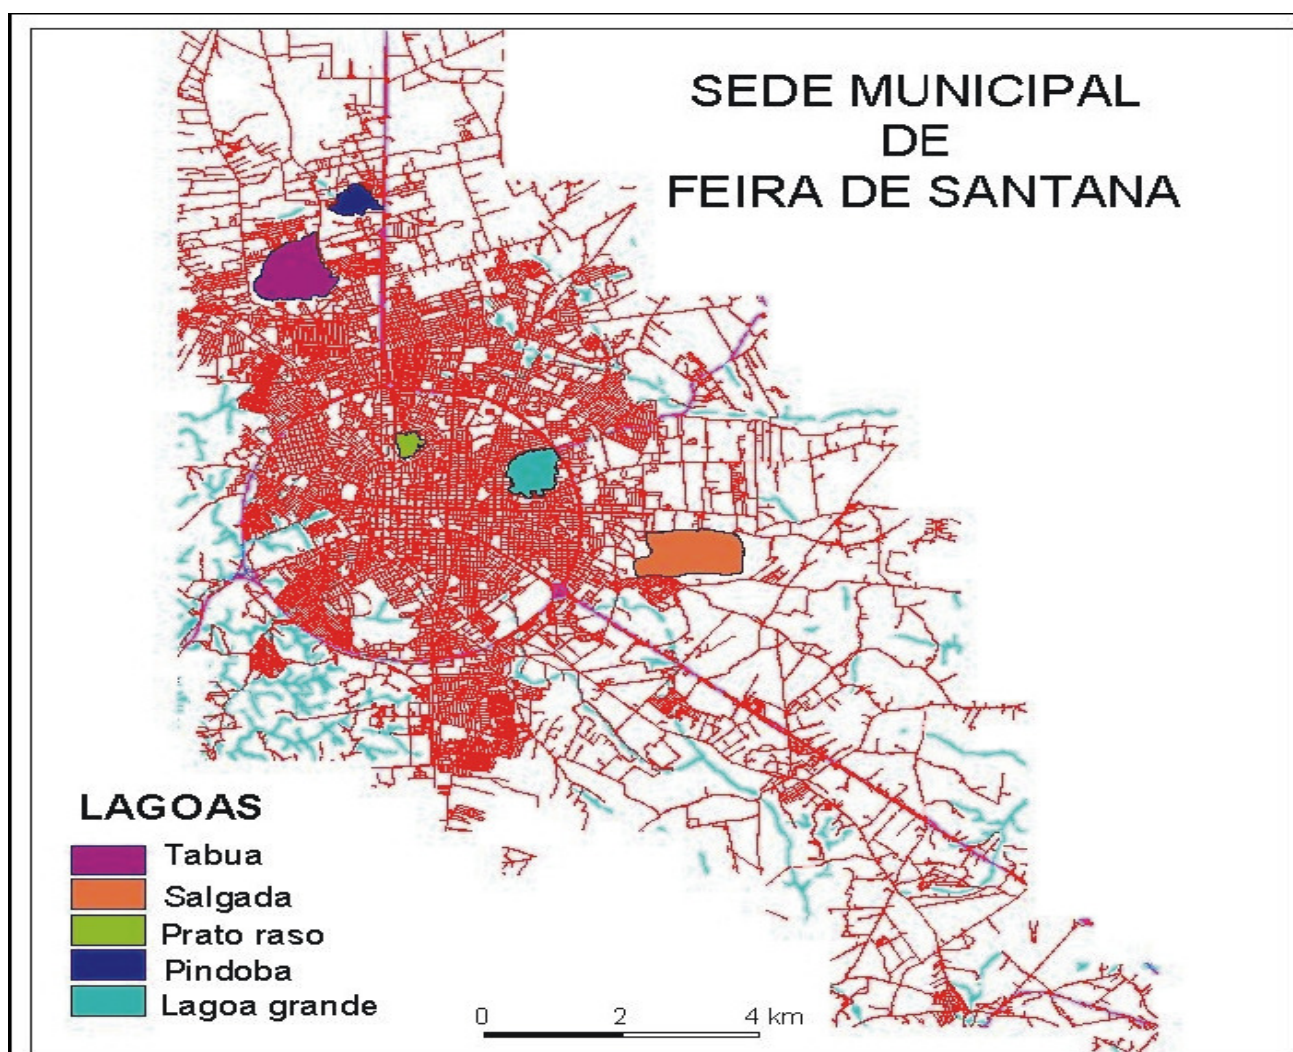 SEDE MUNICIPAL
DE
FEIRA DE SANTANA
LAGOAS
Tabua
Salgada
Prato raso
Pindoba
Lagoa grande
0 2 4 km